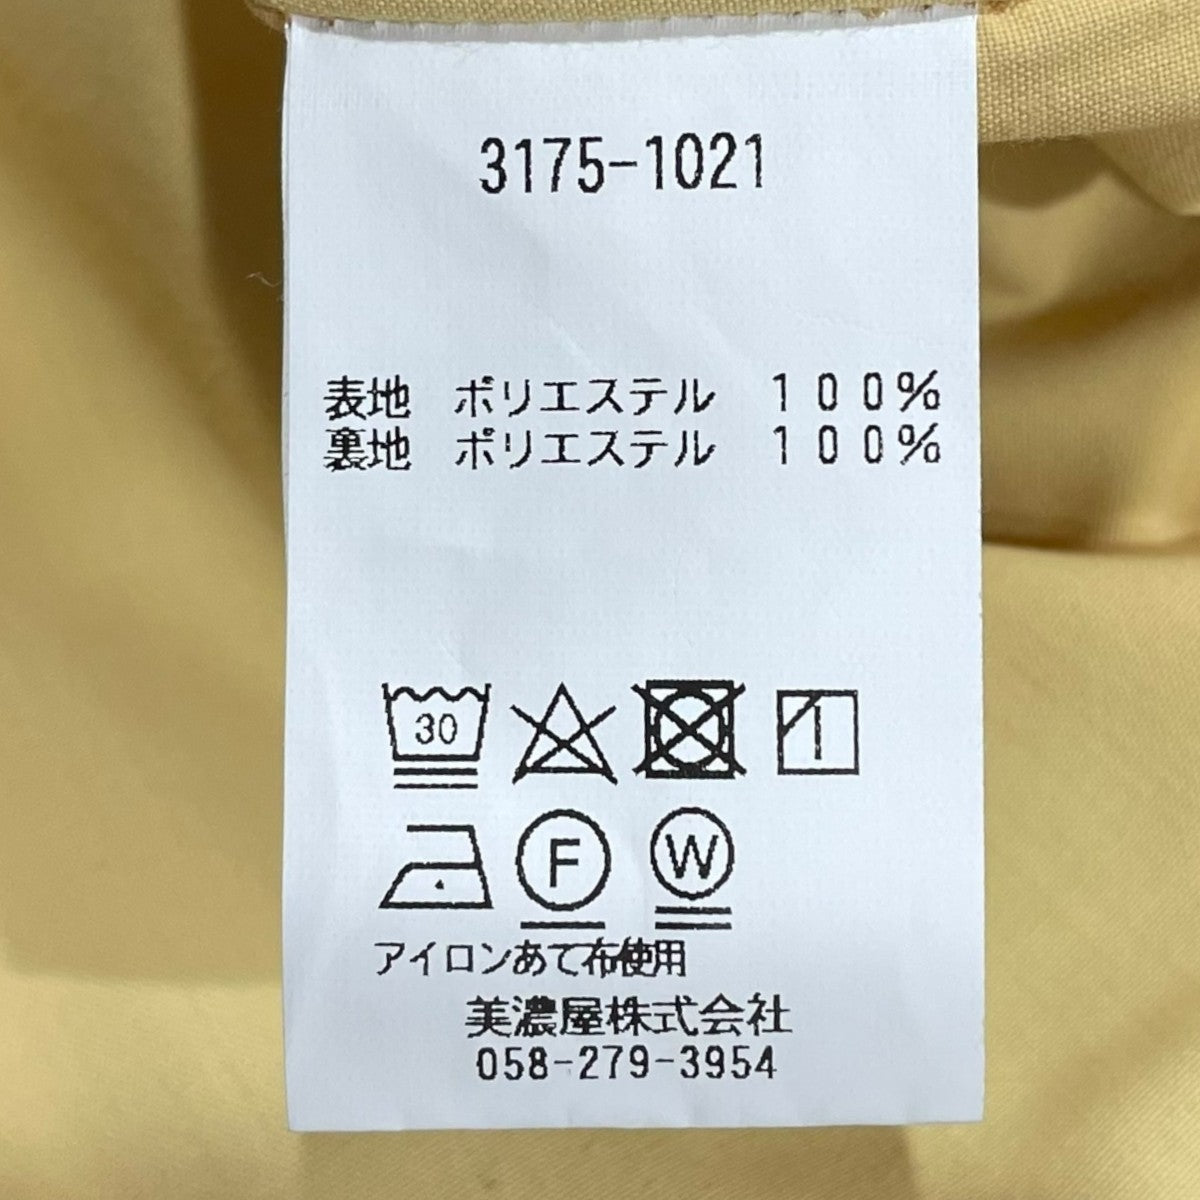 3175-1021
表地 ポリエステル 100%
裏地 ポリエステル 100%
30
F W
アイロンあて布使用
美濃屋株式会社
058-279-3954